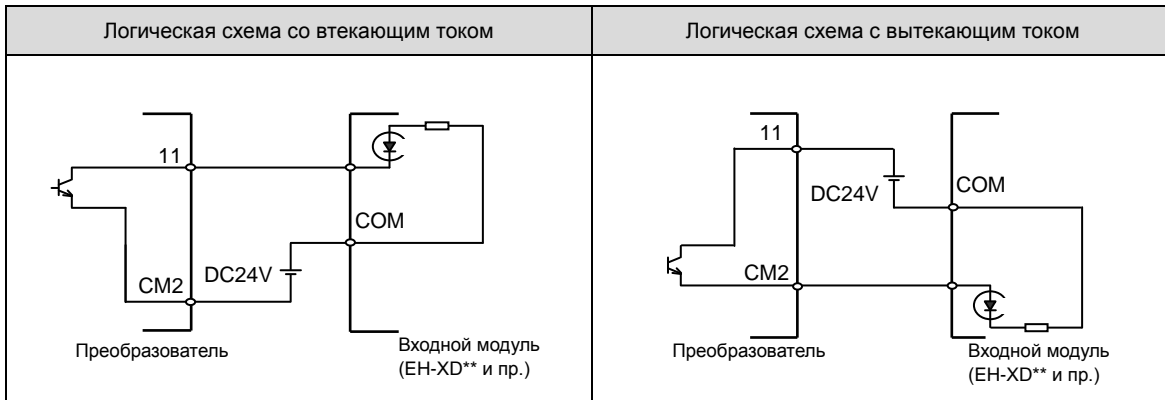 Логическая схема со втекающим током
Логическая схема с вытекающим током
11
COM
CM2
DC24V
Преобразователь
Входной модуль
(EH-XD** и пр.)
11
DC24V
COM
CM2
Преобразователь
Входной модуль
(EH-XD** и пр.)